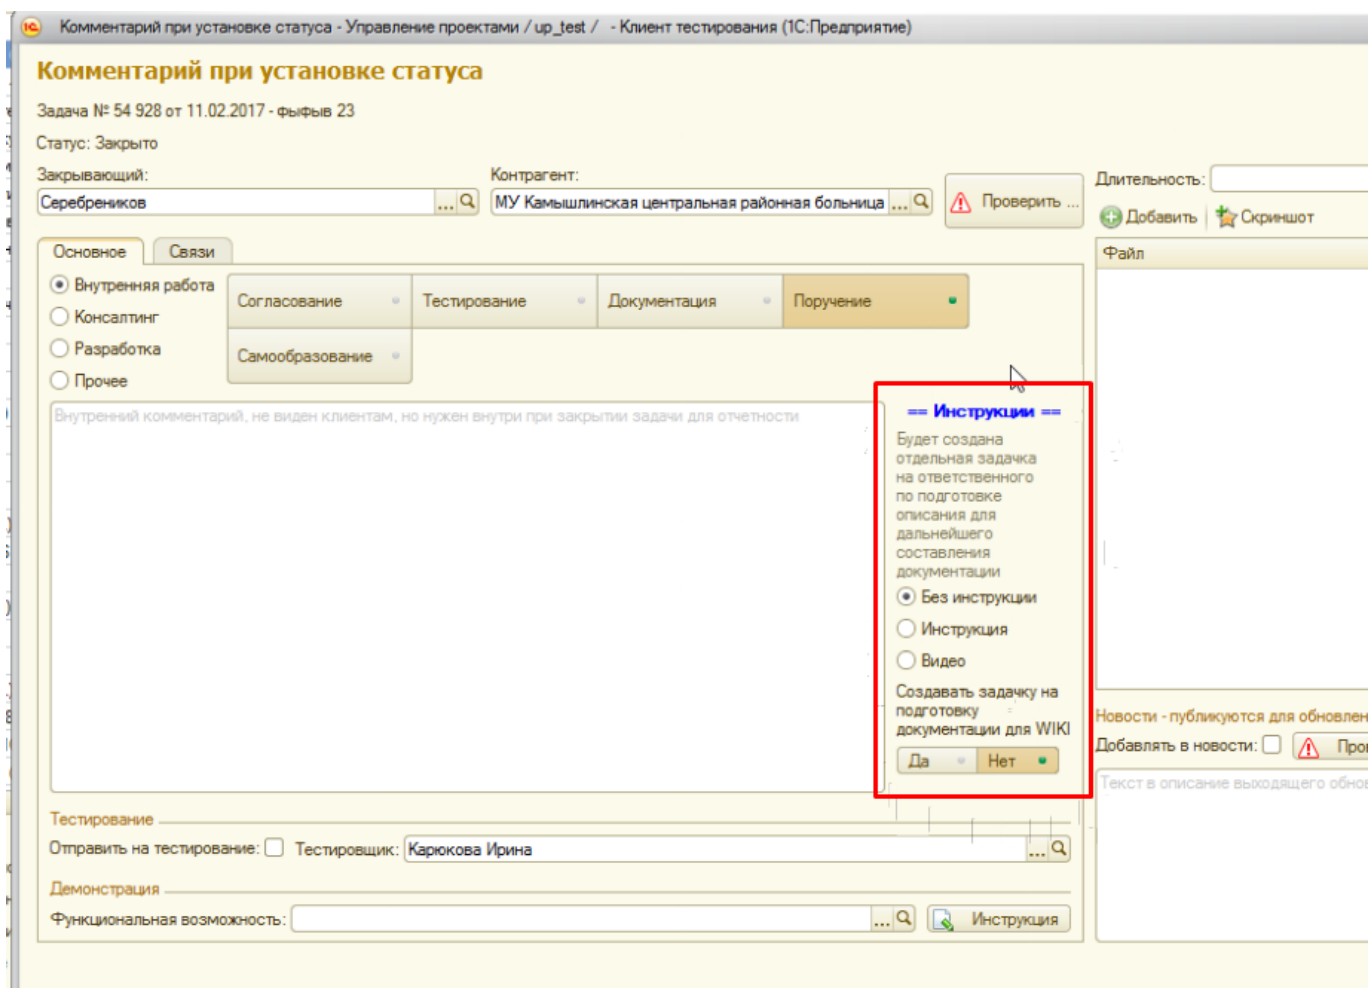 Комментарий при установке статуса - Управление проектами / up_test / - Клиент тестирования (1С:Предприятие)
Комментарий при установке статуса
Задача № 54 928 от 11.02.2017 - фыфыв 23
Статус: Закрыто
Закрывающий:
Контрагент:
Серебреников ...
МУ Камышлинская центральная районная больница ...
Проверить ...
Длительность:
Добавить
Скриншот
Файл
Основное
Связи
Внутренняя работа
Консалтинг
Разработка
Прочее
Согласование
Тестирование
Документация
Поручение
Самообразование
Внутренний комментарий, не виден клиентам, но нужен внутри при закрытии задачи для отчетности
== Инструкции ==
Будет создана
отдельная задачка
на ответственного
по подготовке
описания для
дальнейшего
составления
документации
Без инструкции
Инструкция
Видео
Создавать задачку на
подготовку
документации для WIKI
Да
Нет
Новости - публикуются для обновлен
Добавлять в новости:
Про
Текст в описание выходящего обно
Тестирование
Отправить на тестирование:
Тестировщик: Карюкова Ирина ...
Демонстрация
Функциональная возможность: ...
Инструкция